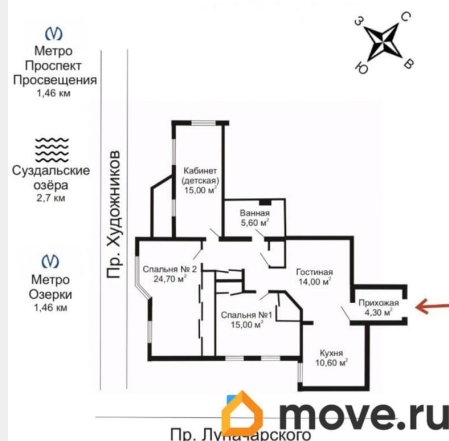 Метро
Проспект
Просвещения
1,46 км
Суздальские
озёра
2,7 км
Метро
Озерки
1,46 км
Пр. Художников
С
В
Ю
З
Кабинет
(детская)
15,00 м²
Ванная
5,60 м²
Спальня № 2
24,70 м²
Гостиная
14,00 м²
Прихожая
4,30 м²
Спальня №1
15,00 м²
Кухня
10,60 м²
move.ru
Пр. Луначарского